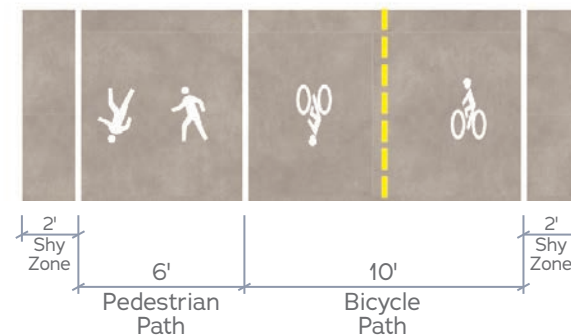 2'
Shy
Zone
6'
Pedestrian
Path
10'
Bicycle
Path
2'
Shy
Zone